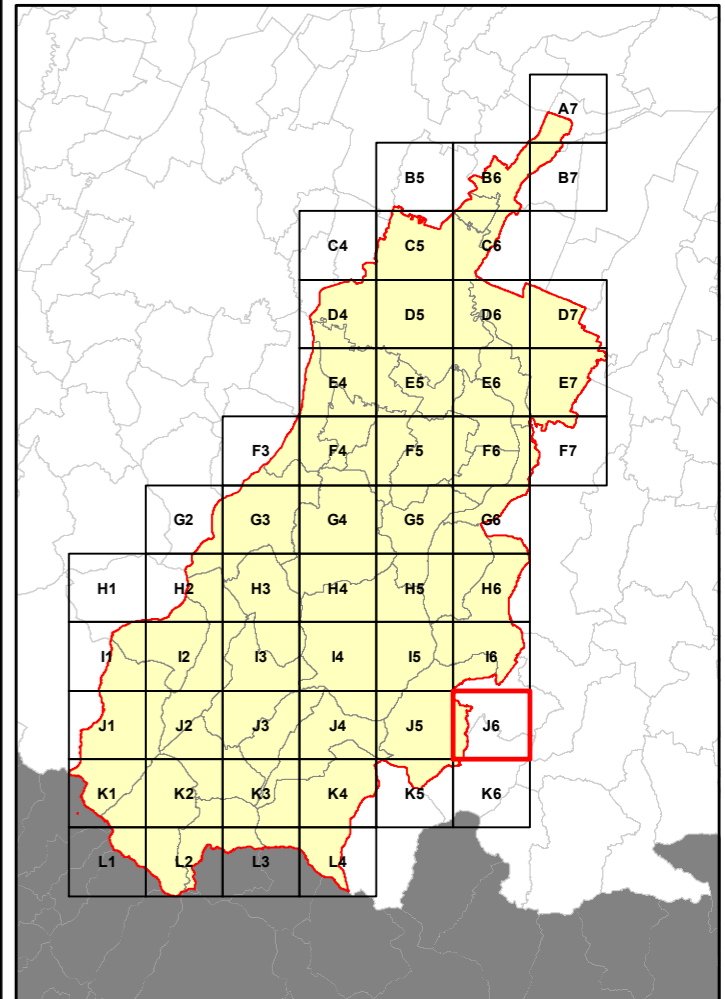 A7
B5 B6 B7
C4 C5 C6
D4 D5 D6 D7
E4 E5 E6 E7
F3 F4 F5 F6 F7
G2 G3 G4 G5 G6
H1 H2 H3 H4 H5 H6
I1 I2 I3 I4 I5 I6
J1 J2 J3 J4 J5 J6
K1 K2 K3 K4 K5 K6
L1 L2 L3 L4